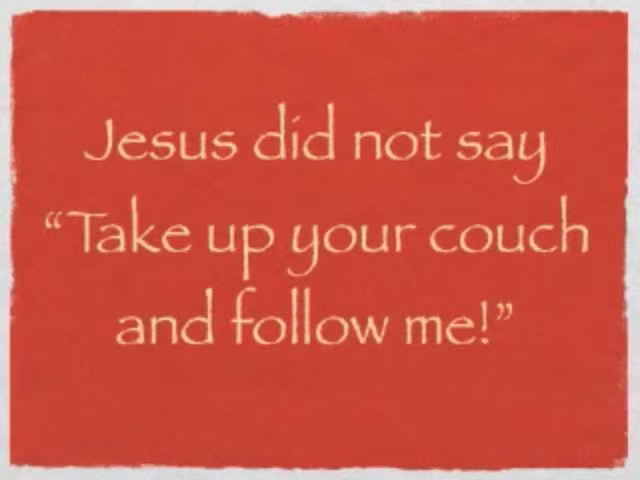 Jesus did not say
“Take up your couch
and follow me!”